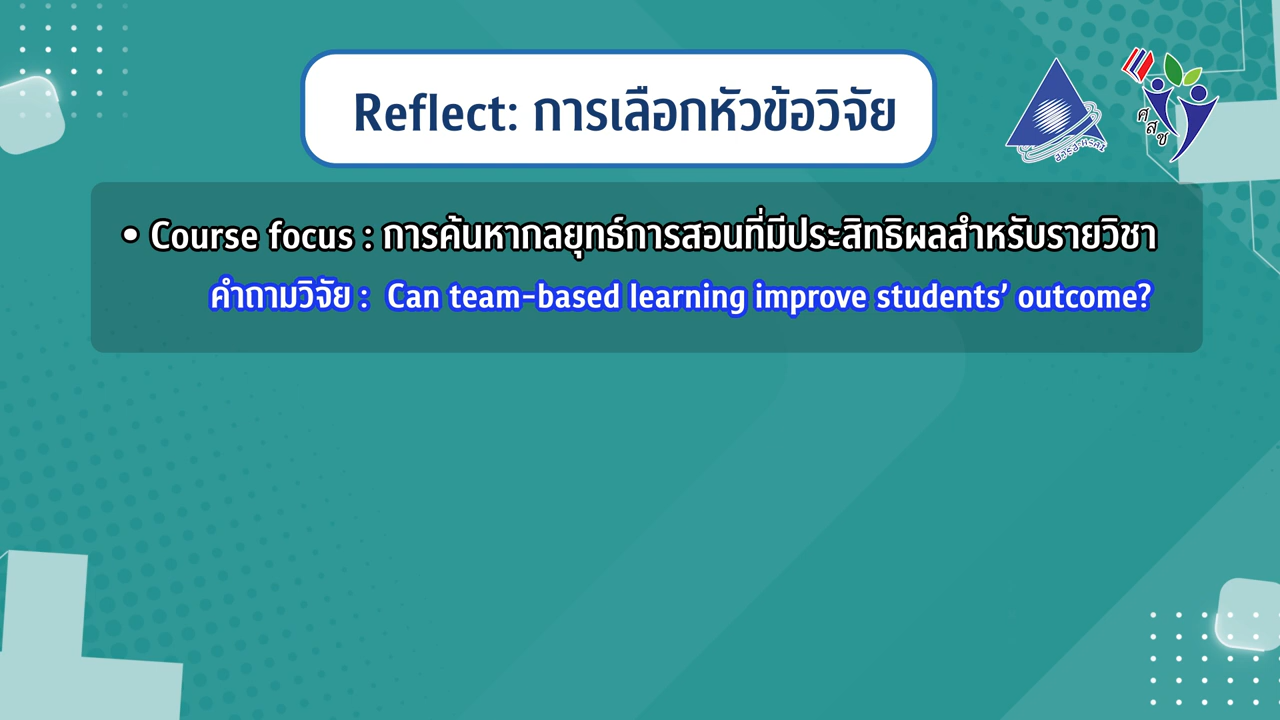 Reflect: การเลือกหัวข้อวิจัย
คสช
• Course focus : การค้นหากลยุทธ์การสอนที่มีประสิทธิผลสำหรับรายวิชา
คำถามวิจัย : Can team-based learning improve students’ outcome?